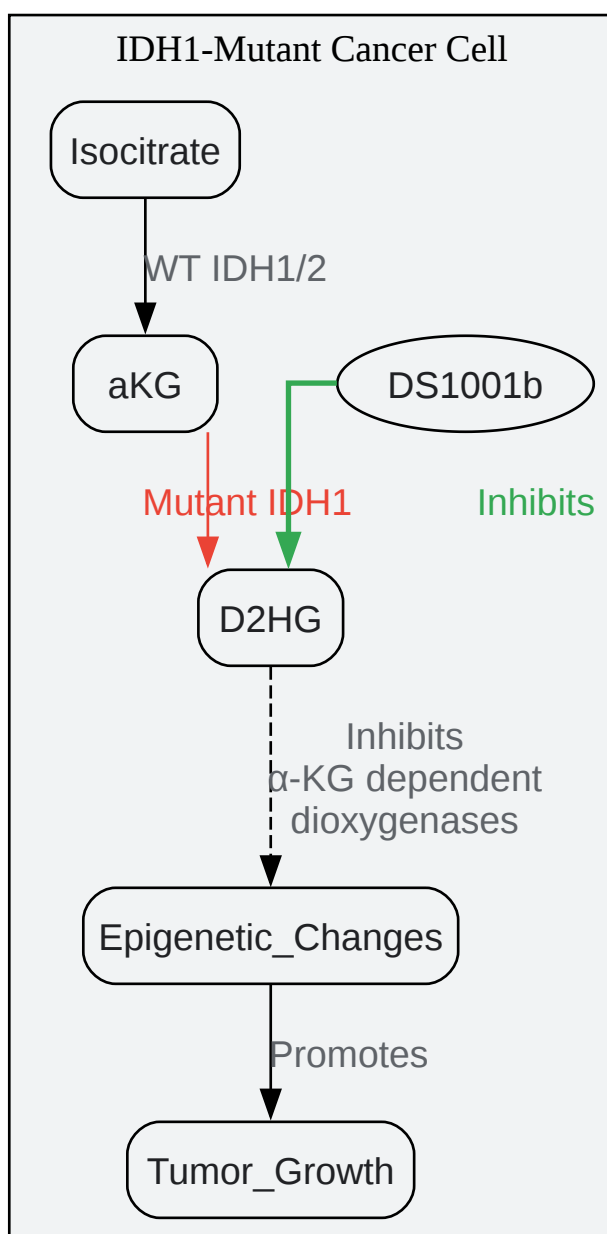 IDH1-Mutant Cancer Cell
Isocitrate
WT IDH1/2
aKG
DS1001b
Mutant IDH1
Inhibits
D2HG
Inhibits
α-KG dependent
dioxygenases
Epigenetic_Changes
Promotes
Tumor_Growth